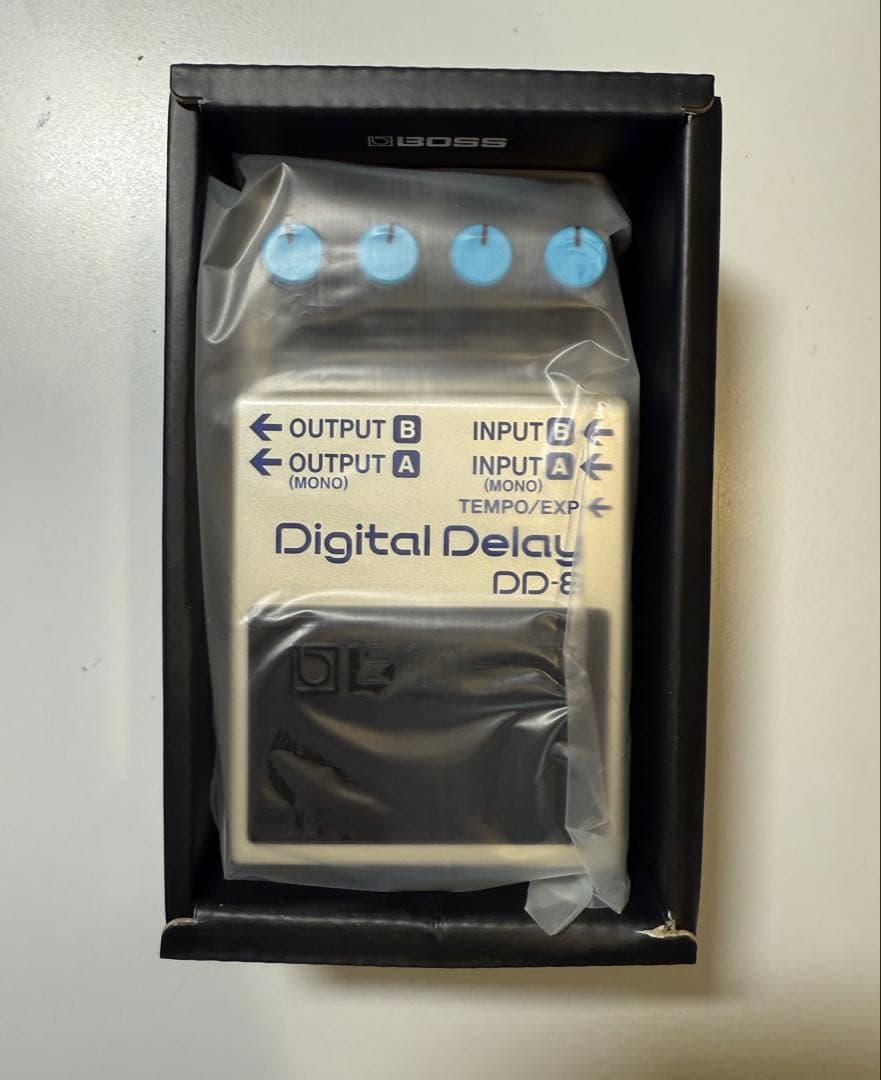 BOSS
← OUTPUT B
INPUT B ←
← OUTPUT A
(MONO)
INPUT A ←
(MONO)
TEMPO/EXP ←
Digital Delay
DD-8